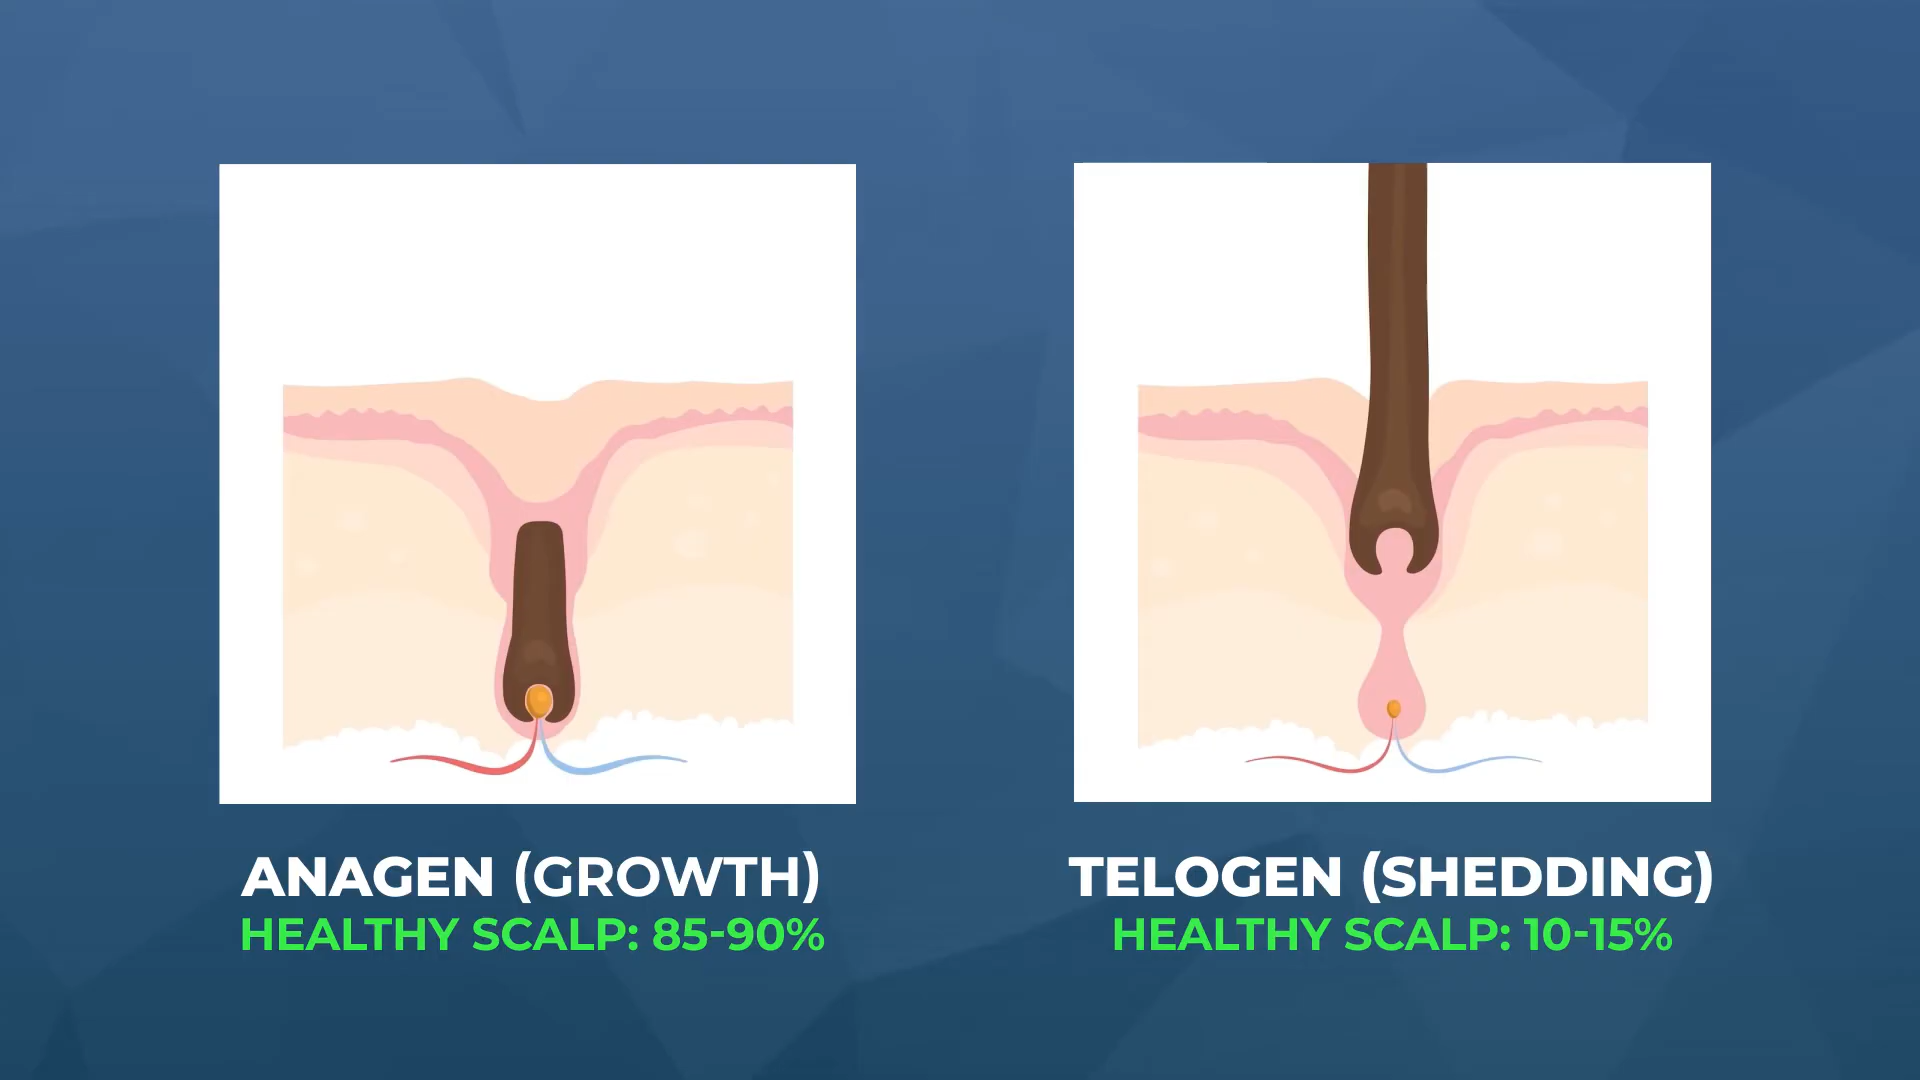 ANAGEN (GROWTH)
HEALTHY SCALP: 85-90%
TELOGEN (SHEDDING)
HEALTHY SCALP: 10-15%